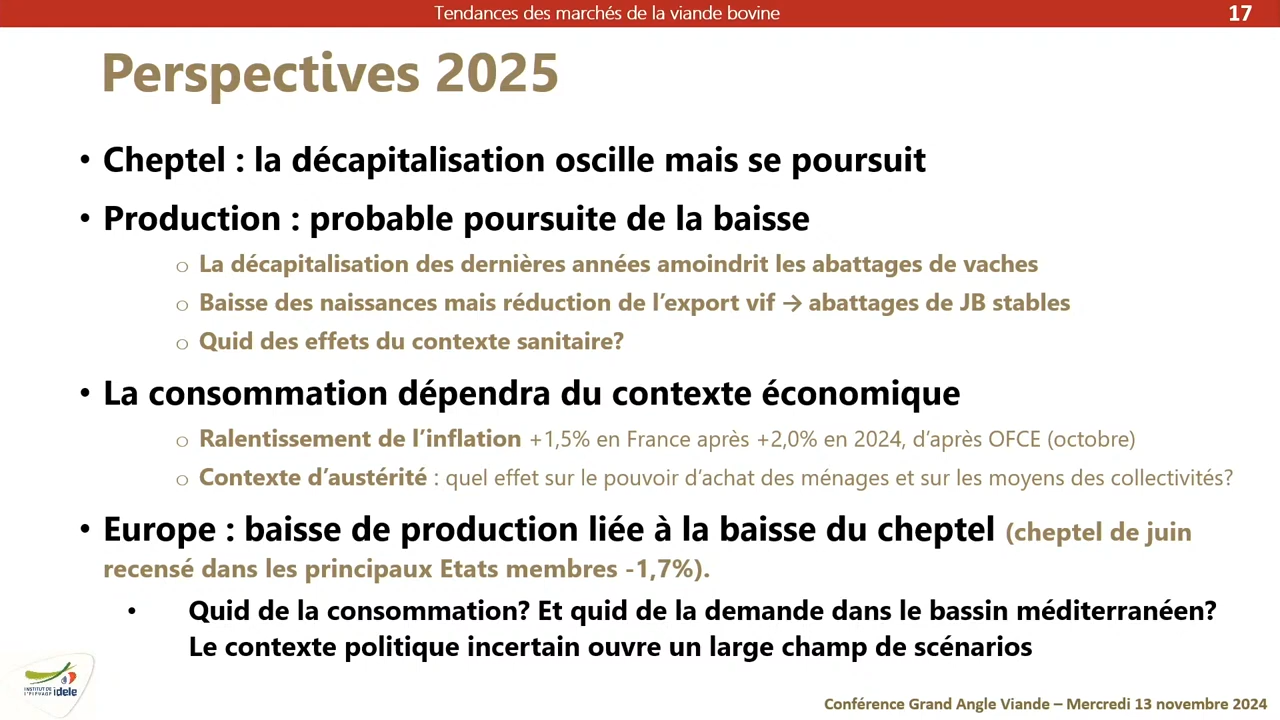 Tendances des marchés de la viande bovine
17
Perspectives 2025
• Cheptel : la décapitalisation oscille mais se poursuit
• Production : probable poursuite de la baisse
o La décapitalisation des dernières années amoindrit les abattages de vaches
o Baisse des naissances mais réduction de l’export vif → abattages de JB stables
o Quid des effets du contexte sanitaire?
• La consommation dépendra du contexte économique
o Ralentissement de l’inflation +1,5% en France après +2,0% en 2024, d’après OFCE (octobre)
o Contexte d’austérité : quel effet sur le pouvoir d’achat des ménages et sur les moyens des collectivités?
• Europe : baisse de production liée à la baisse du cheptel (cheptel de juin
recensé dans les principaux Etats membres -1,7%).
• Quid de la consommation? Et quid de la demande dans le bassin méditerranéen?
Le contexte politique incertain ouvre un large champ de scénarios
INSTITUT DE
L'ELEVAGE idele
Conférence Grand Angle Viande – Mercredi 13 novembre 2024